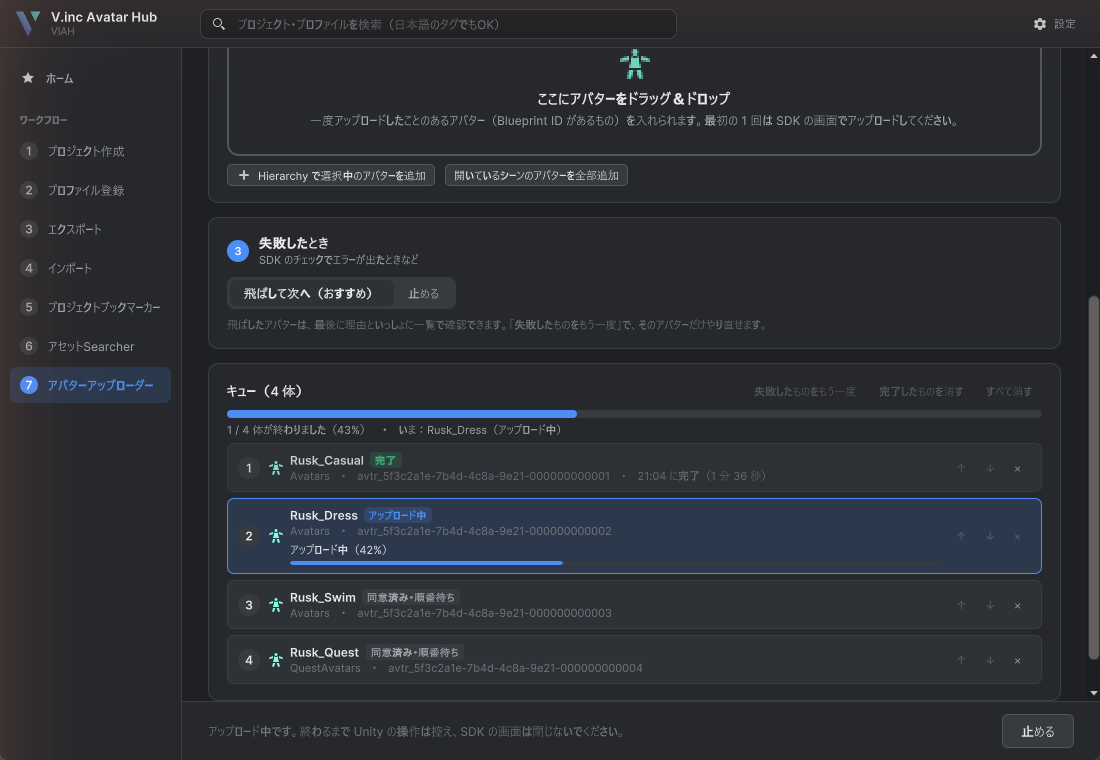 V.inc Avatar Hub
VIAH
プロジェクト・プロファイルを検索（日本語のタグでもOK）
設定
ホーム
ワークフロー
1 プロジェクト作成
2 プロファイル登録
3 エクスポート
4 インポート
5 プロジェクトブックマーカー
6 アセットSearcher
7 アバターアップローダー
ここにアバターをドラッグ＆ドロップ
一度アップロードしたことのあるアバター（Blueprint ID があるもの）を入れられます。最初の 1 回は SDK の画面でアップロードしてください。
＋ Hierarchy で選択中のアバターを追加
開いているシーンのアバターを全部追加
3 失敗したとき
SDK のチェックでエラーが出たときなど
飛ばして次へ（おすすめ） 止める
飛ばしたアバターは、最後に理由といっしょに一覧で確認できます。「失敗したものをもう一度」で、そのアバターだけやり直せます。
キュー（4 体） 失敗したものをもう一度 完了したものを消す すべて消す
1 / 4 体が終わりました（43%） ・ いま：Rusk_Dress（アップロード中）
1 Rusk_Casual 完了
Avatars ・ avtr_5f3c2a1e-7b4d-4c8a-9e21-000000000001 ・ 21:04 に完了（1 分 36 秒） ↑ ↓ ×
2 Rusk_Dress アップロード中
Avatars ・ avtr_5f3c2a1e-7b4d-4c8a-9e21-000000000002 ↑ ↓ ×
アップロード中（42%）
3 Rusk_Swim 同意済み・順番待ち
Avatars ・ avtr_5f3c2a1e-7b4d-4c8a-9e21-000000000003 ↑ ↓ ×
4 Rusk_Quest 同意済み・順番待ち
QuestAvatars ・ avtr_5f3c2a1e-7b4d-4c8a-9e21-000000000004 ↑ ↓ ×
アップロード中です。終わるまで Unity の操作は控え、SDK の画面は閉じないでください。
止める